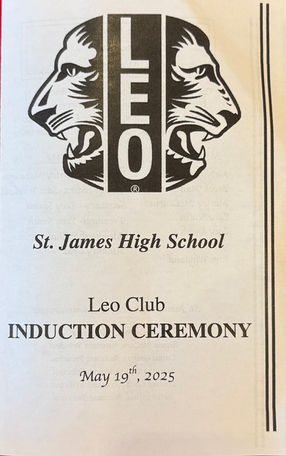 LEO
®
St. James High School
Leo Club
INDUCTION CEREMONY
May 19th, 2025